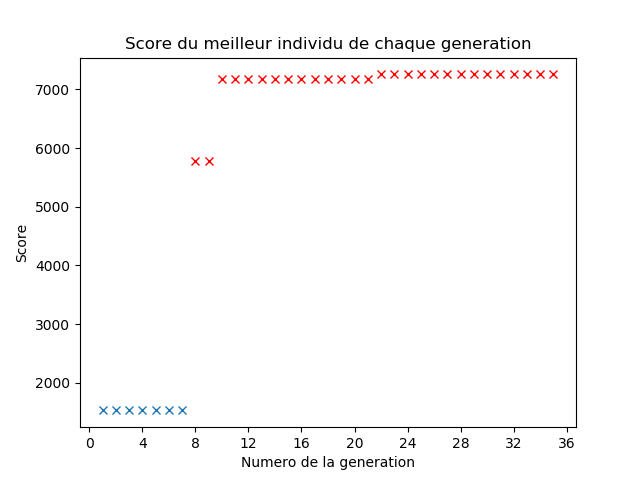 Score du meilleur individu de chaque generation
Score
7000
6000
5000
4000
3000
2000
0 4 8 12 16 20 24 28 32 36
Numero de la generation